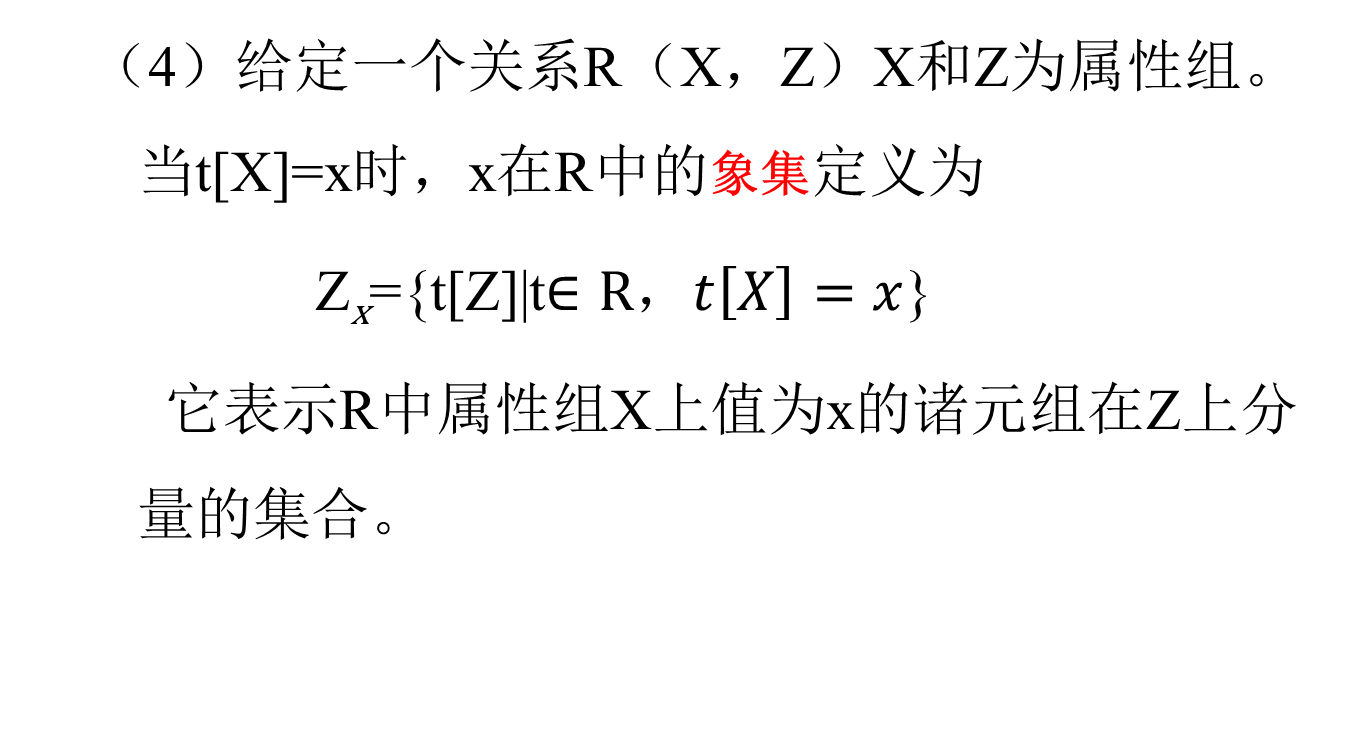 （4）给定一个关系R（X，Z）X和Z为属性组。
当t[X]=x时，x在R中的象集定义为
Zₓ={t[Z]|t∈ R，𝑡[𝑋] = 𝑥}
它表示R中属性组X上值为x的诸元组在Z上分
量的集合。